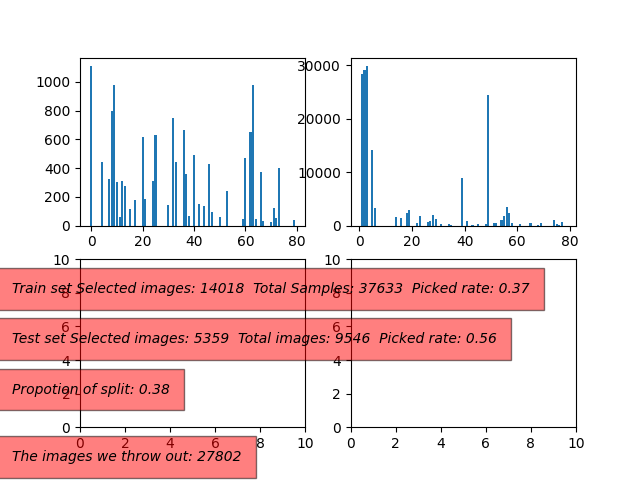 1000
800
600
400
200
0
0 20 40 60 80
30000
20000
10000
0
0 20 40 60 80
10
8
6
4
2
0
0 2 4 6 8 10
10
8
6
4
2
0
0 2 4 6 8 10
Train set Selected images: 14018 Total Samples: 37633 Picked rate: 0.37
Test set Selected images: 5359 Total images: 9546 Picked rate: 0.56
Propotion of split: 0.38
The images we throw out: 27802